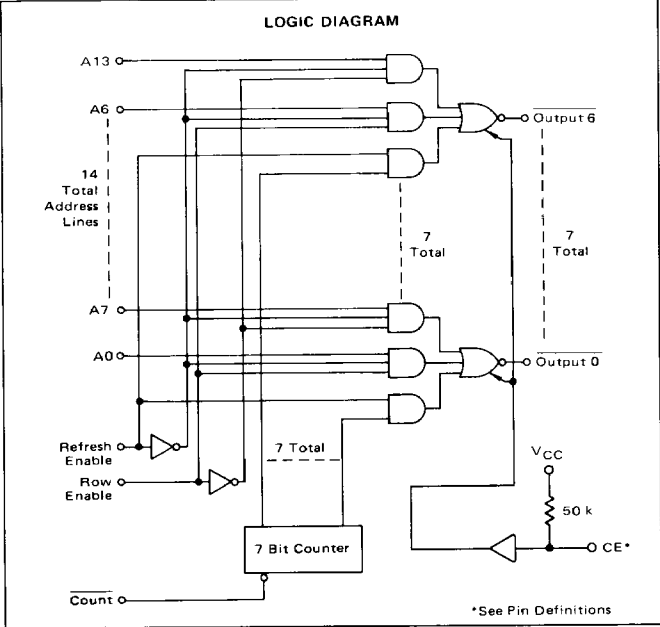 LOGIC DIAGRAM
A13
A6
Output 6
14
Total
Address
Lines
7
Total
7
Total
A7
A0
Output 0
Refresh
Enable
Row
Enable
7 Total
VCC
50 k
7 Bit Counter
CE*
Count
*See Pin Definitions